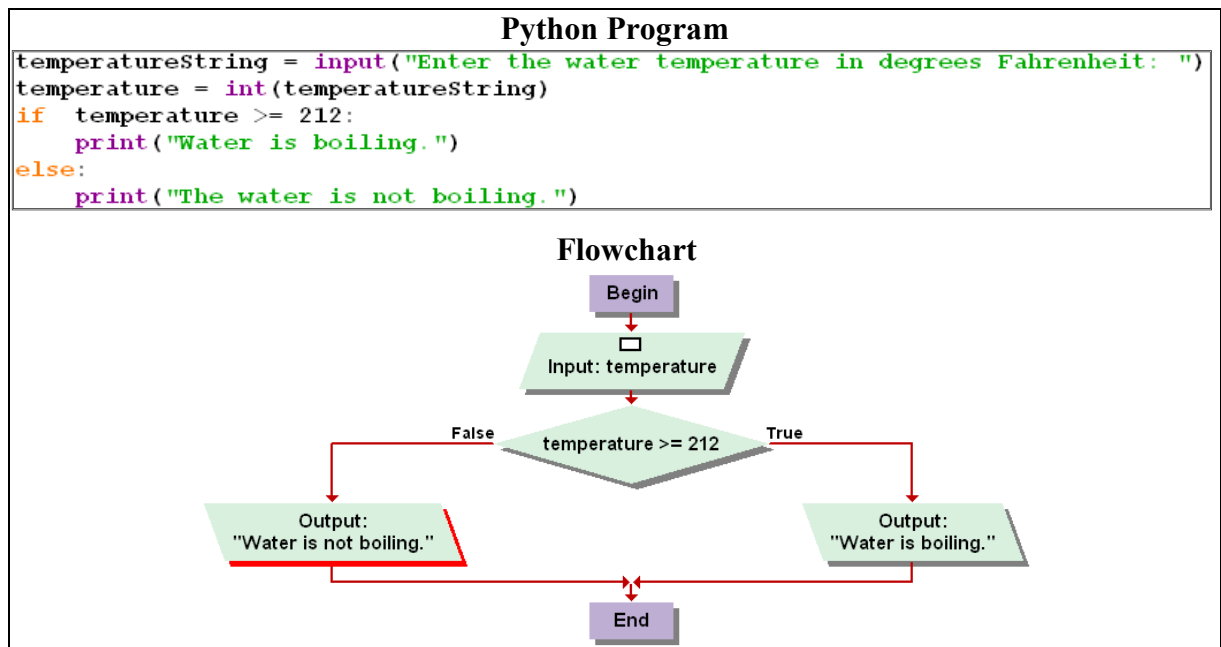 Python Program
temperatureString = input("Enter the water temperature in degrees Fahrenheit: ")
temperature = int(temperatureString)
if  temperature >= 212:
    print("Water is boiling.")
else:
    print("The water is not boiling.")
Flowchart
Begin
Input: temperature
False
temperature >= 212
True
Output:
"Water is not boiling."
Output:
"Water is boiling."
End